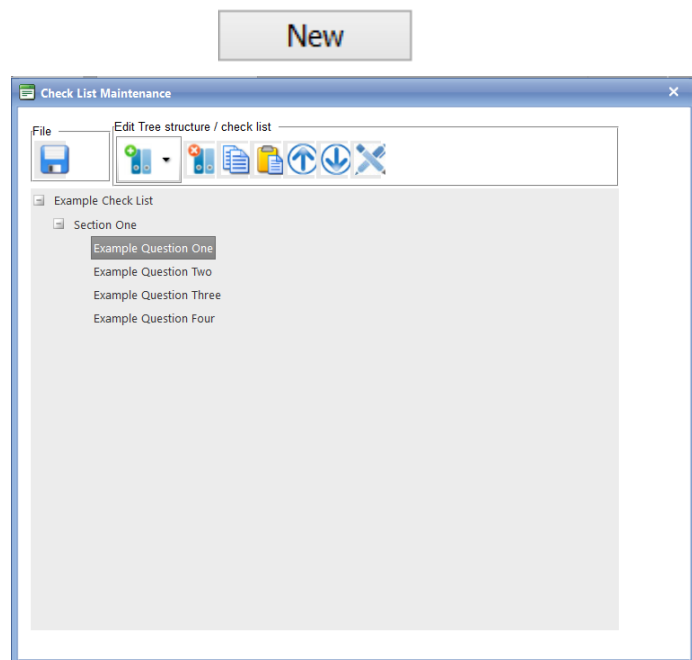 New
Check List Maintenance
File
Edit Tree structure / check list
Example Check List
Section One
Example Question One
Example Question Two
Example Question Three
Example Question Four